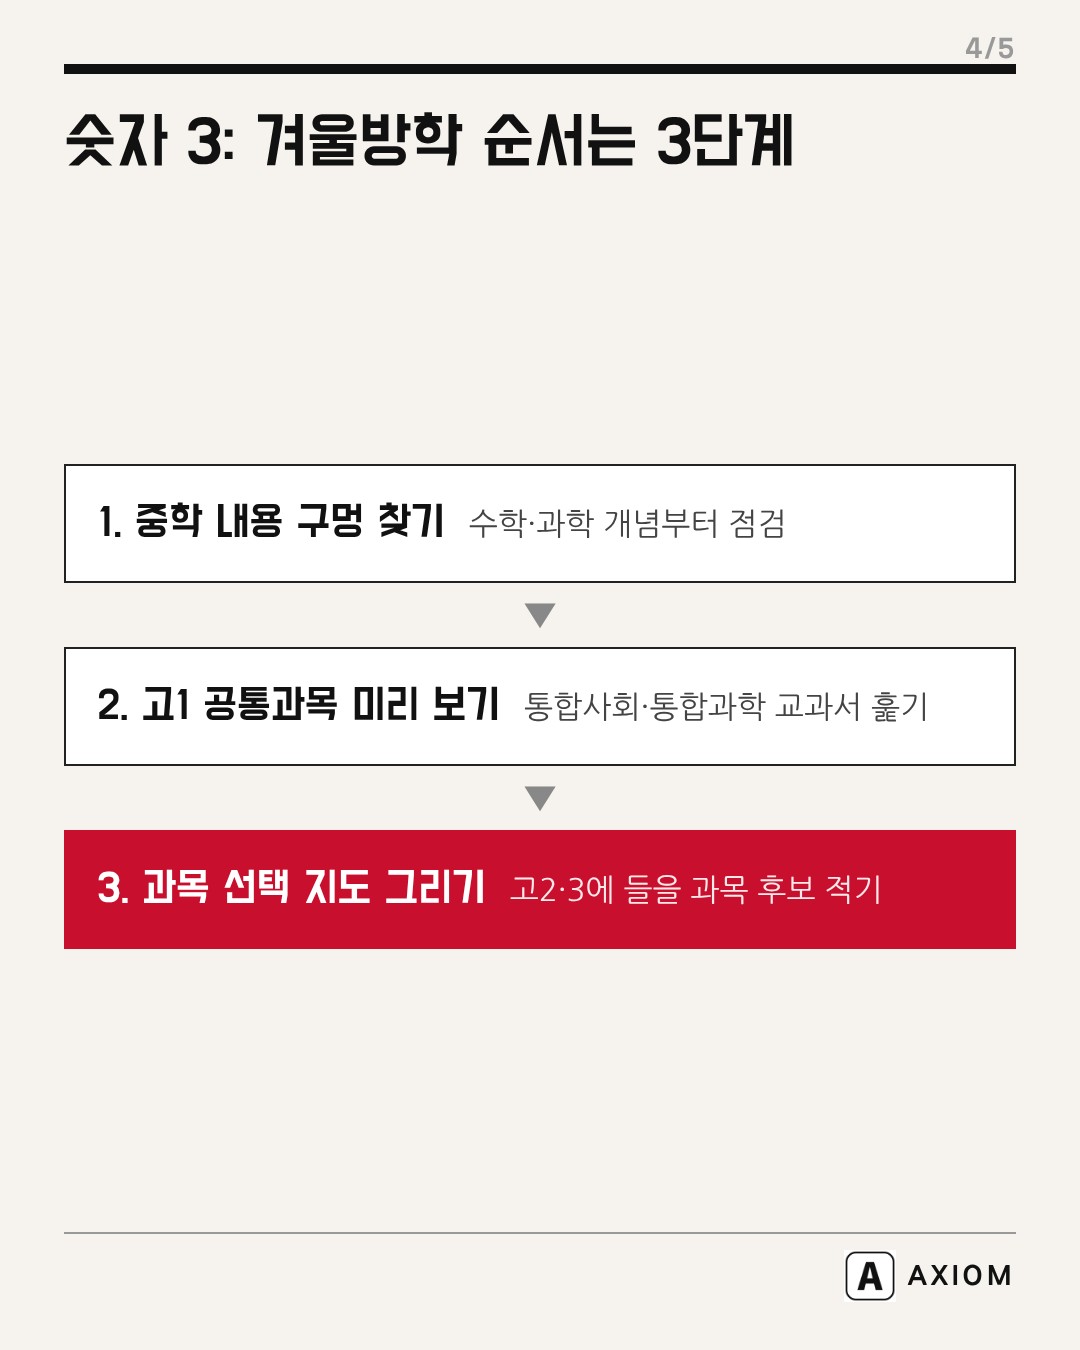 4/5
숫자 3: 겨울방학 순서는 3단계
1. 중학 내용 구멍 찾기 수학·과학 개념부터 점검
2. 고1 공통과목 미리 보기 통합사회·통합과학 교과서 훑기
3. 과목 선택 지도 그리기 고2·3에 들을 과목 후보 적기
A AXIOM